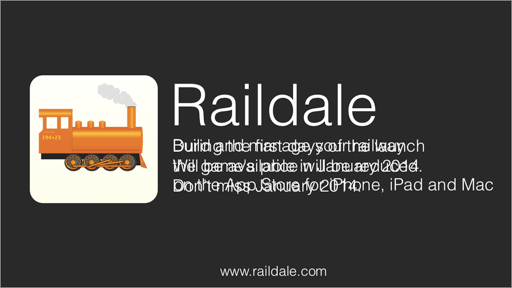 Raildale
Build and manage your railway
Will be available in January 2014.
on the App Store for iPhone, iPad and Mac
During the first days of the launch
the game's price will be reduced.
Don't miss January 2014.
www.raildale.com